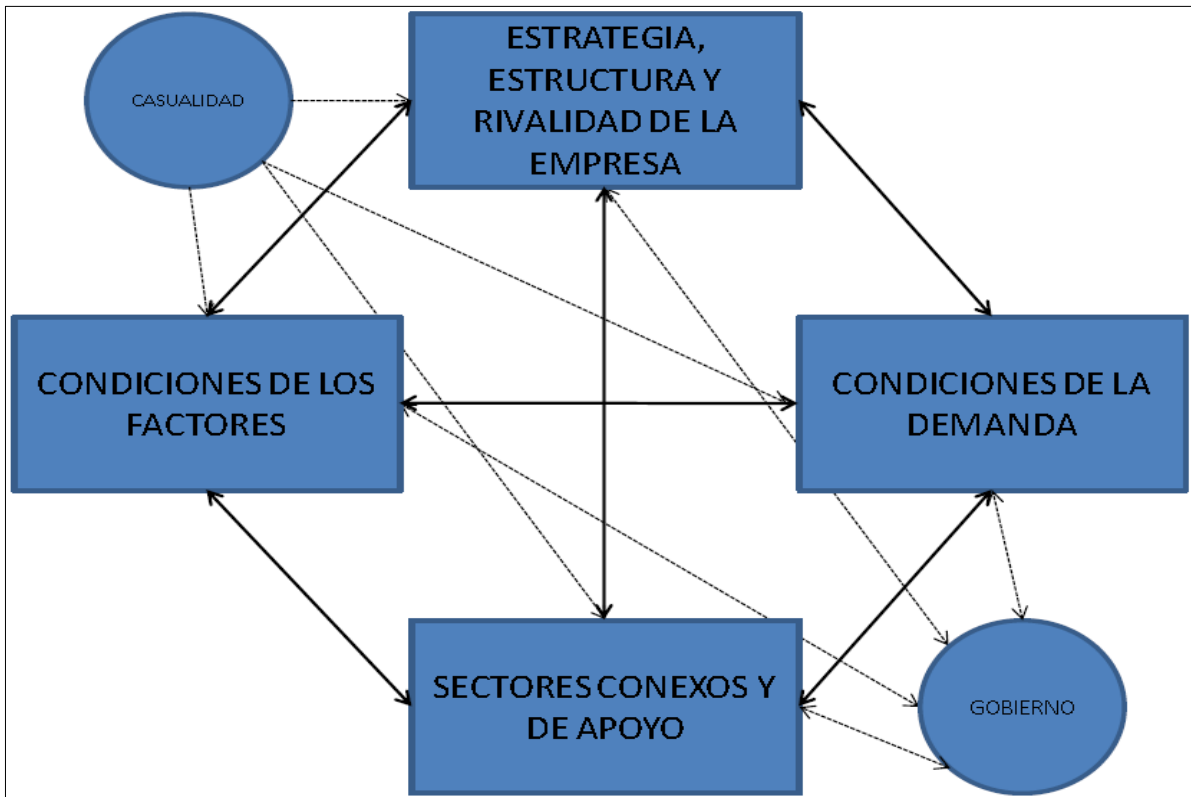 ESTRATEGIA,
ESTRUCTURA Y
RIVALIDAD DE LA
EMPRESA
CASUALIDAD
CONDICIONES DE LOS
FACTORES
CONDICIONES DE LA
DEMANDA
SECTORES CONEXOS Y
DE APOYO
GOBIERNO